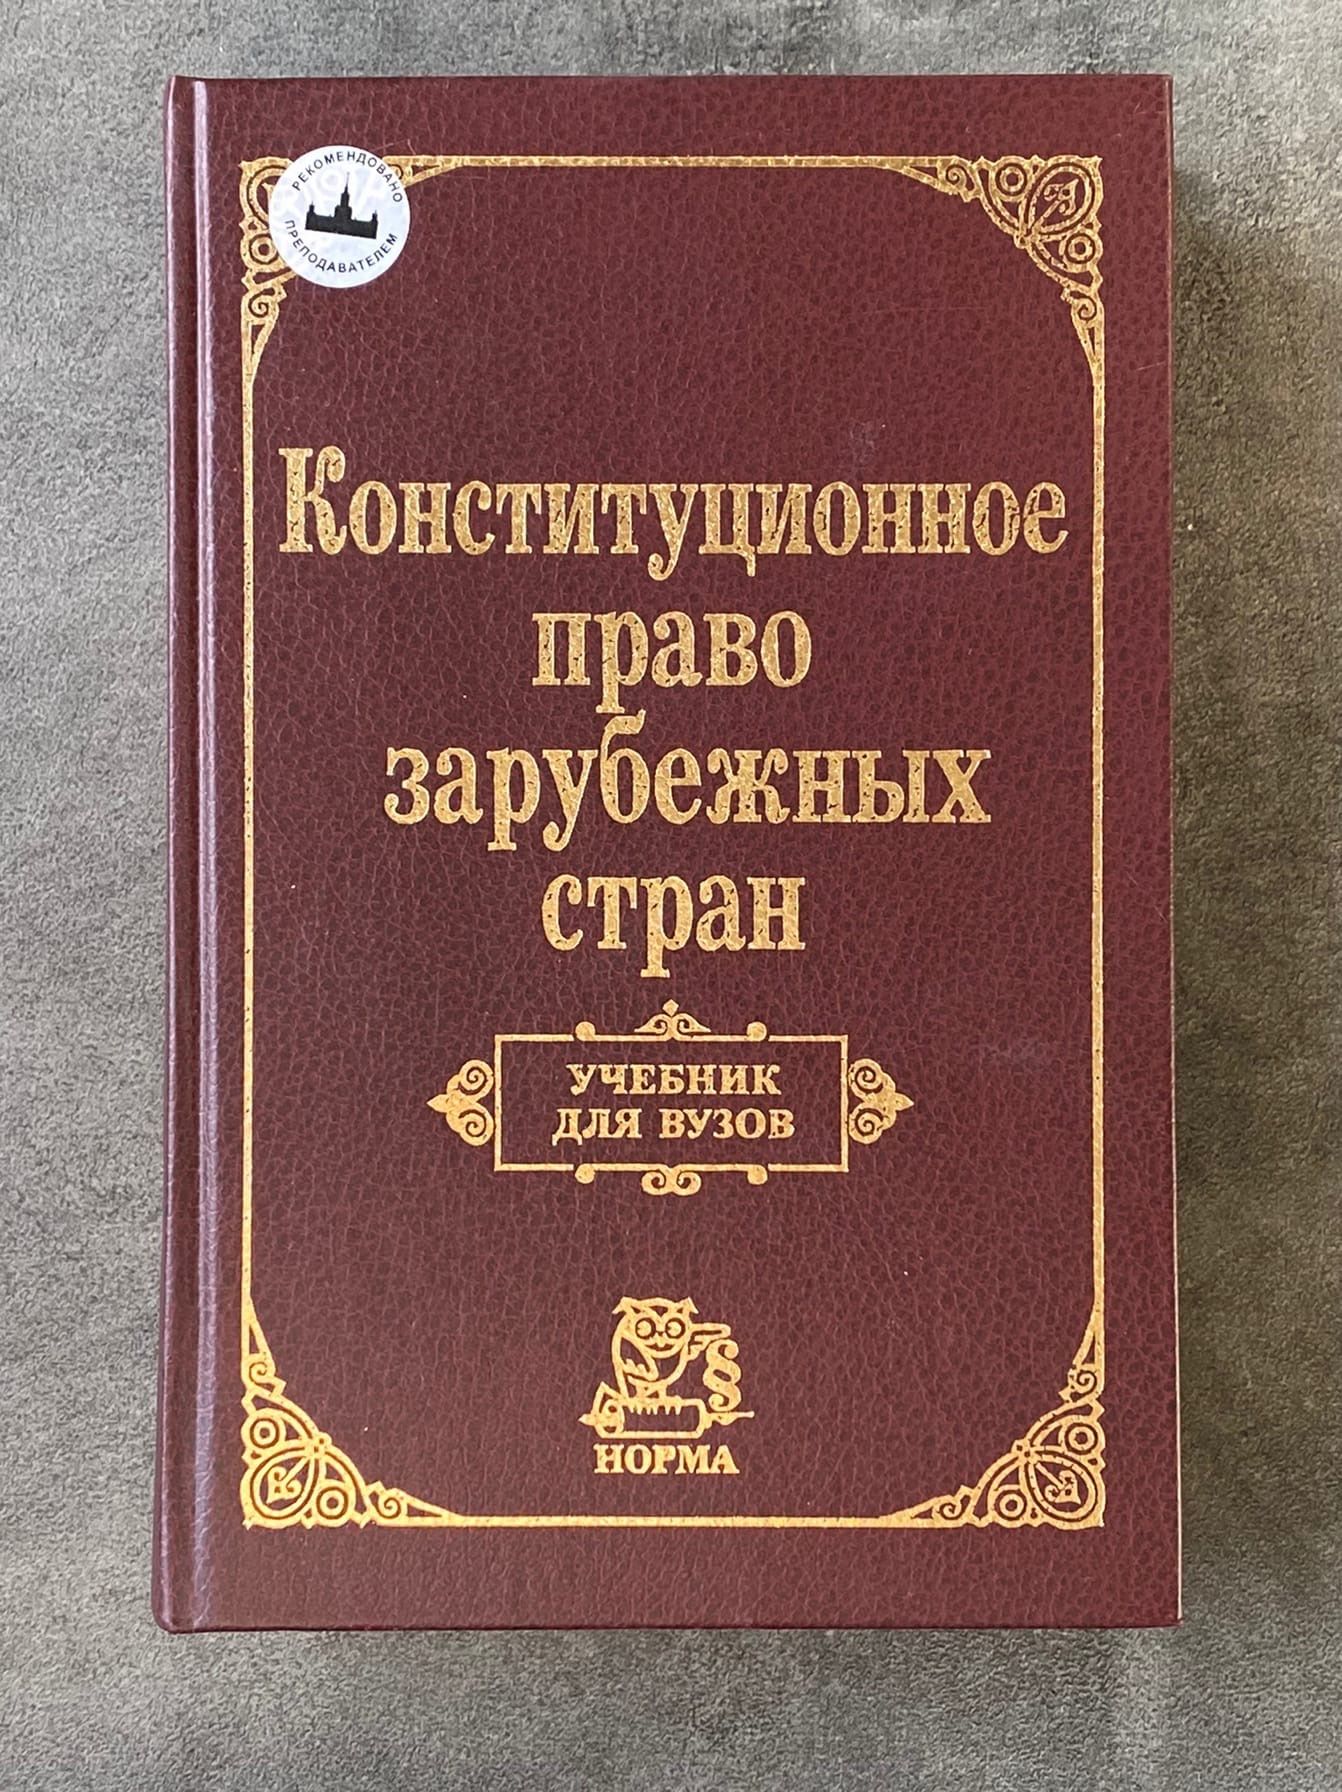 РЕКОМЕНДОВАНО
ПРЕПОДАВАТЕЛЕМ
Конституционное
право
зарубежных
стран
УЧЕБНИК
ДЛЯ ВУЗОВ
§
НОРМА